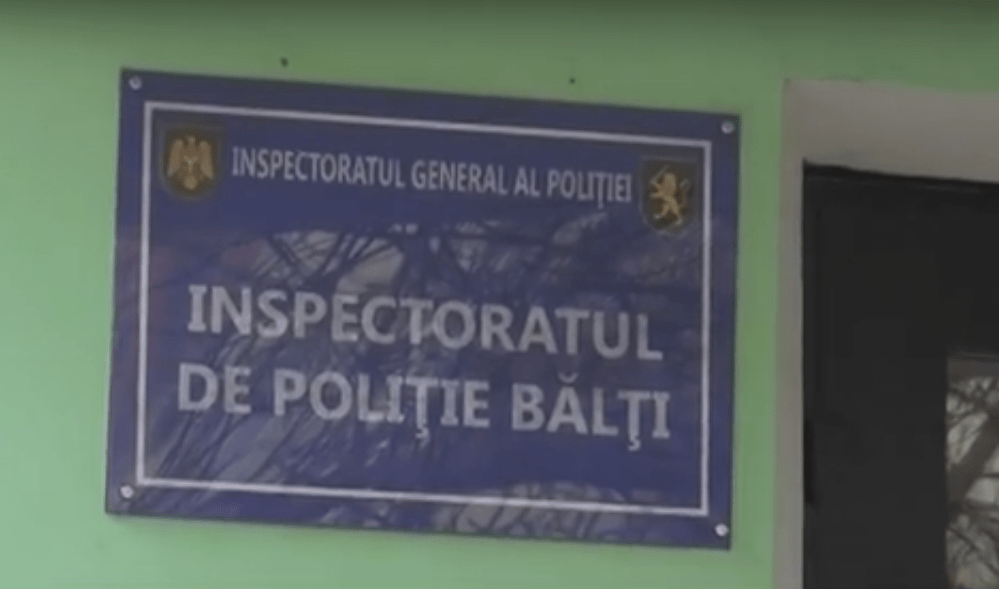 INSPECTORATUL GENERAL AL POLIŢIEI
INSPECTORATUL
DE POLIŢIE BĂLŢI